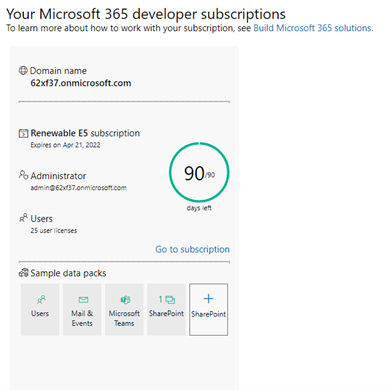 Your Microsoft 365 developer subscriptions
To learn more about how to work with your subscription, see Build Microsoft 365 solutions.
Domain name
62xf37.onmicrosoft.com
Renewable E5 subscription
Expires on Apr 21, 2022
Administrator
admin@62xf37.onmicrosoft.com
90/90
days left
Users
25 user licenses
Go to subscription
Sample data packs
Users
Mail & Events
Microsoft Teams
1
SharePoint
+
SharePoint